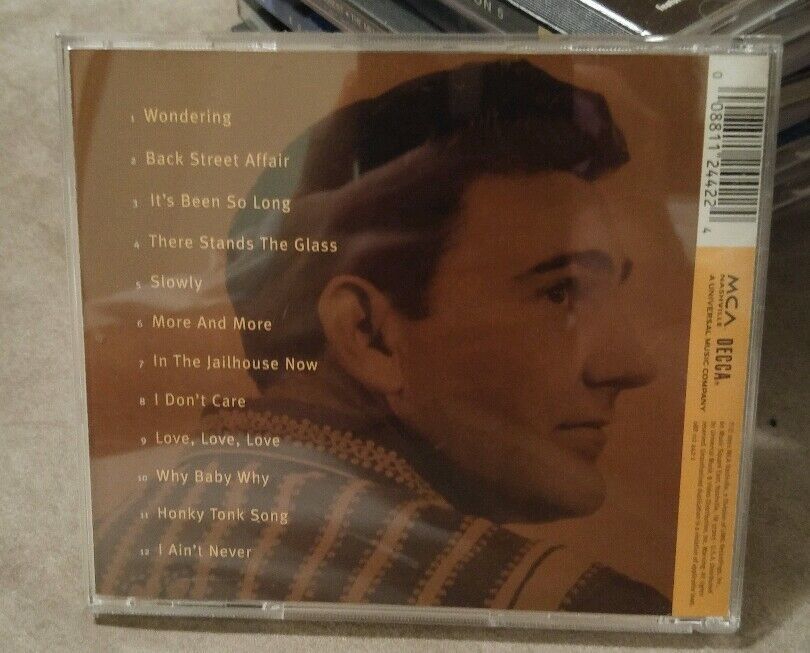 1 Wondering
2 Back Street Affair
3 It's Been So Long
4 There Stands The Glass
5 Slowly
6 More And More
7 In The Jailhouse Now
8 I Don't Care
9 Love, Love, Love
10 Why Baby Why
11 Honky Tonk Song
12 I Ain't Never
0 08811 24422 4
MCA
NASHVILLE
DECCA®
A UNIVERSAL MUSIC COMPANY